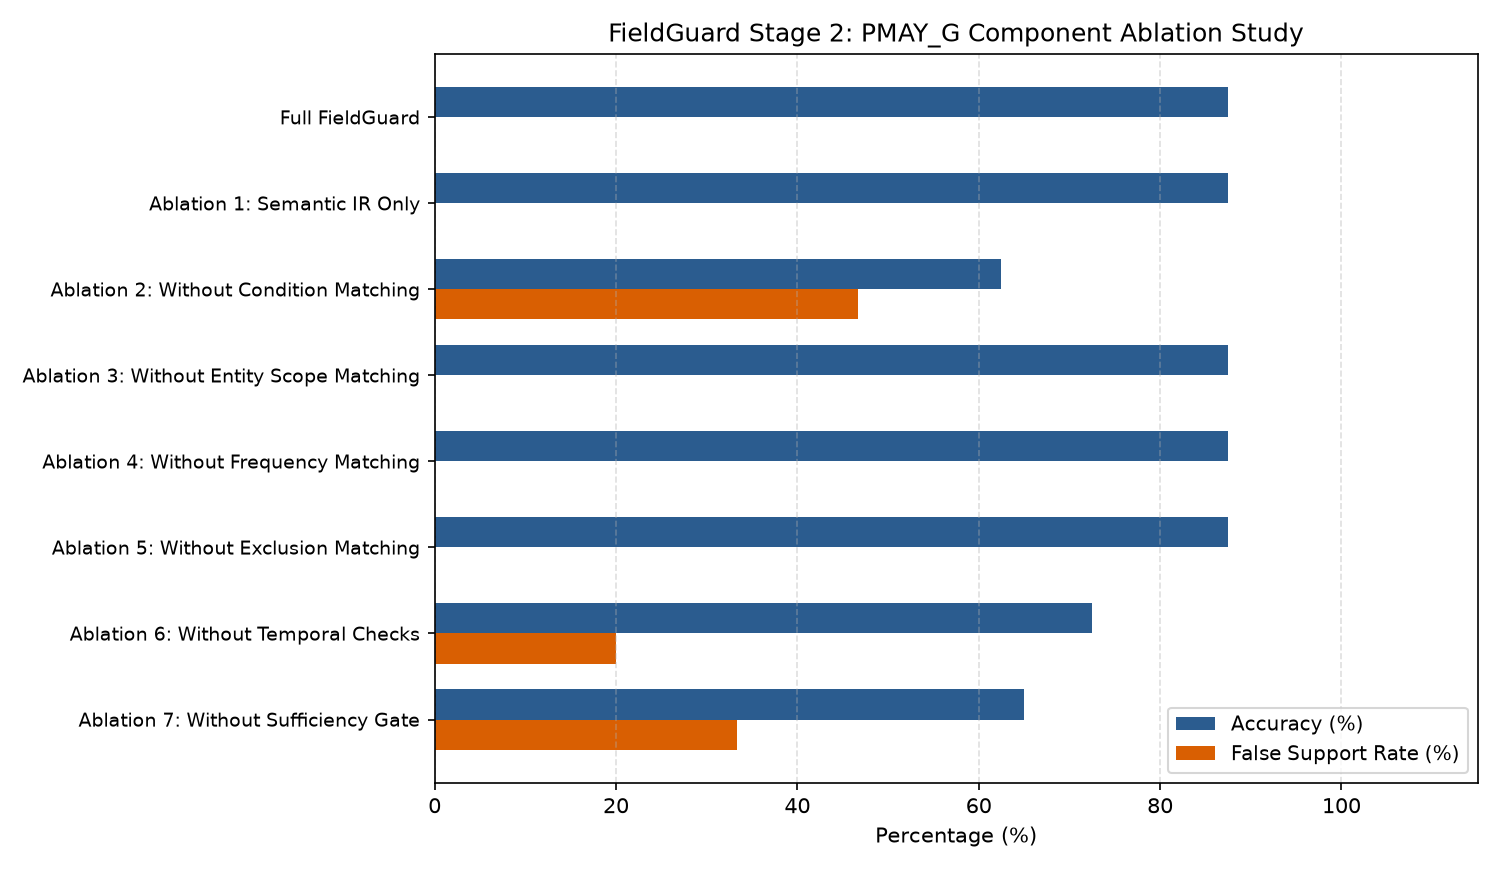 FieldGuard Stage 2: PMAY_G Component Ablation Study
Full FieldGuard
Ablation 1: Semantic IR Only
Ablation 2: Without Condition Matching
Ablation 3: Without Entity Scope Matching
Ablation 4: Without Frequency Matching
Ablation 5: Without Exclusion Matching
Ablation 6: Without Temporal Checks
Ablation 7: Without Sufficiency Gate
Accuracy (%)
False Support Rate (%)
0 20 40 60 80 100
Percentage (%)